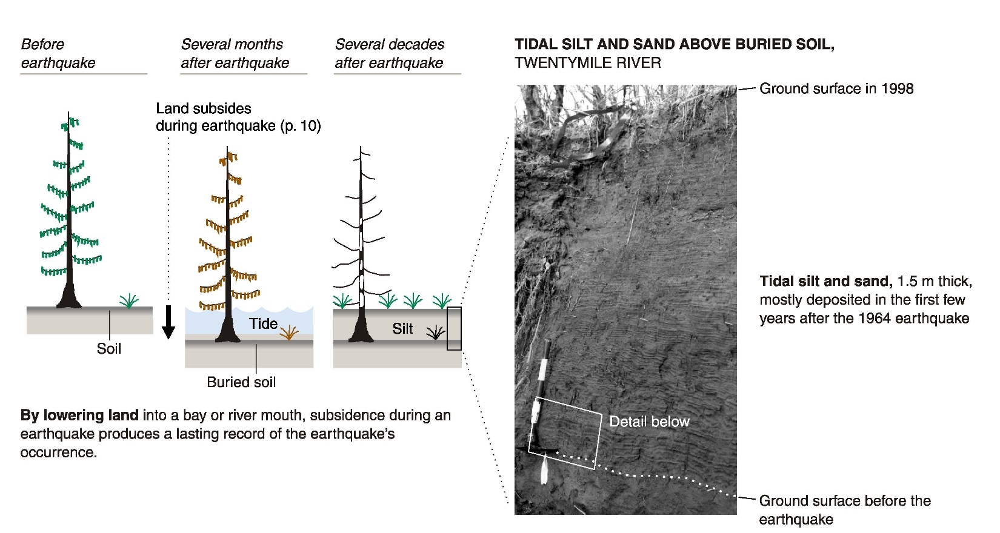 Before
earthquake
Several months
after earthquake
Several decades
after earthquake
Land subsides
during earthquake (p. 10)
Tide
Silt
Soil
Buried soil
By lowering land into a bay or river mouth, subsidence during an
earthquake produces a lasting record of the earthquake’s
occurrence.
TIDAL SILT AND SAND ABOVE BURIED SOIL,
TWENTYMILE RIVER
Ground surface in 1998
Tidal silt and sand, 1.5 m thick,
mostly deposited in the first few
years after the 1964 earthquake
Detail below
Ground surface before the
earthquake